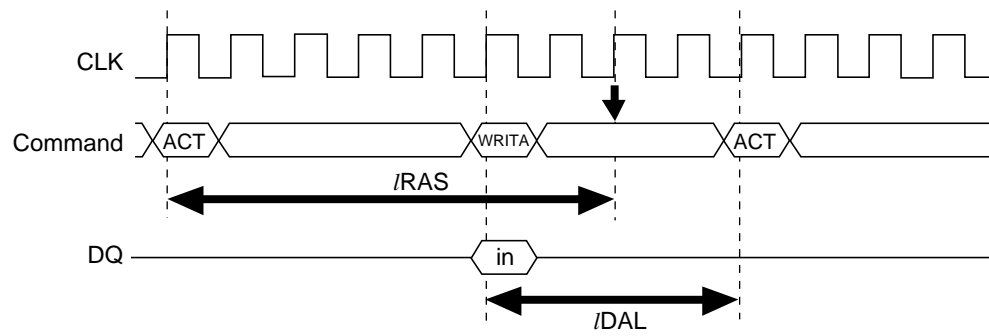 CLK
Command ACT WRITA ACT
lRAS
DQ in
lDAL